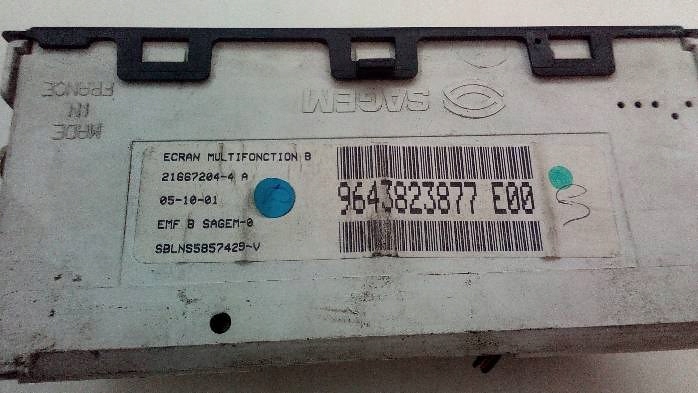 MADE
IN
FRANCE
SAGEM
ECRAN MULTIFONCTION B
21667204-4 A
05-10-01
EMF B SAGEM-0
SBLNS5857429-V
9643823877 E00
S